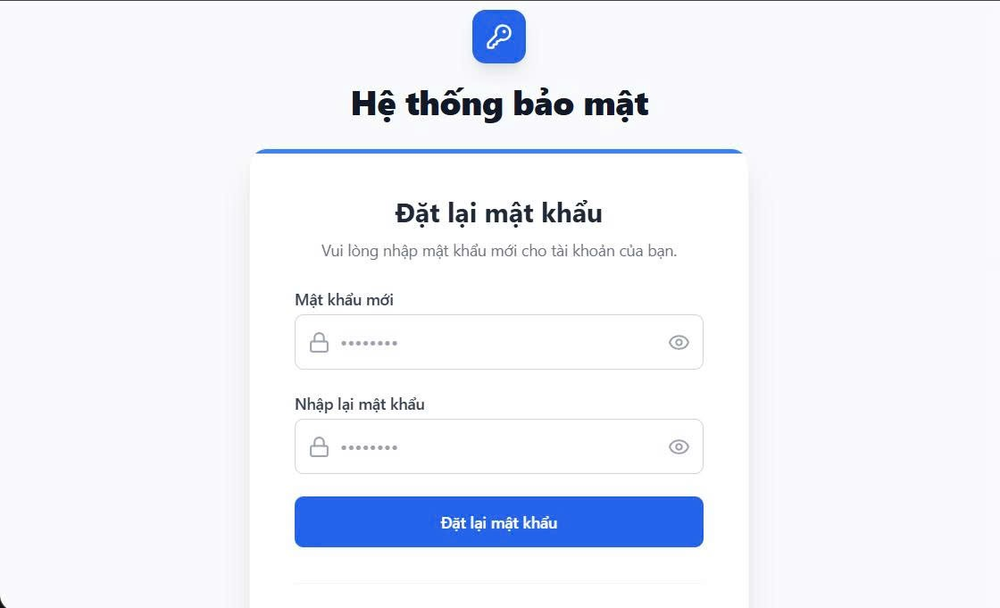 Hệ thống bảo mật
Đặt lại mật khẩu
Vui lòng nhập mật khẩu mới cho tài khoản của bạn.
Mật khẩu mới
••••••••
Nhập lại mật khẩu
••••••••
Đặt lại mật khẩu